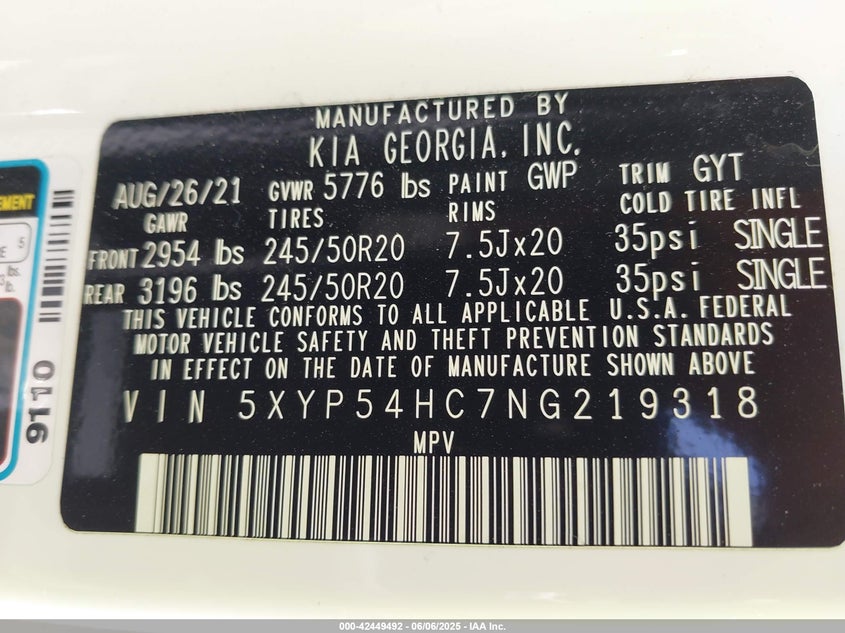 MANUFACTURED BY
KIA GEORGIA, INC.
AUG/26/21 GVWR 5776 lbs PAINT GWP TRIM GYT
GAWR TIRES RIMS COLD TIRE INFL
FRONT 2954 lbs 245/50R20 7.5Jx20 35psi SINGLE
REAR 3196 lbs 245/50R20 7.5Jx20 35psi SINGLE
THIS VEHICLE CONFORMS TO ALL APPLICABLE U.S.A. FEDERAL
MOTOR VEHICLE SAFETY AND THEFT PREVENTION STANDARDS
IN EFFECT ON THE DATE OF MANUFACTURE SHOWN ABOVE
VIN 5XYP54HC7NG219318
MPV
5
lbs.
lb.
9110
000-42449492 - 06/06/2025 - IAA Inc.